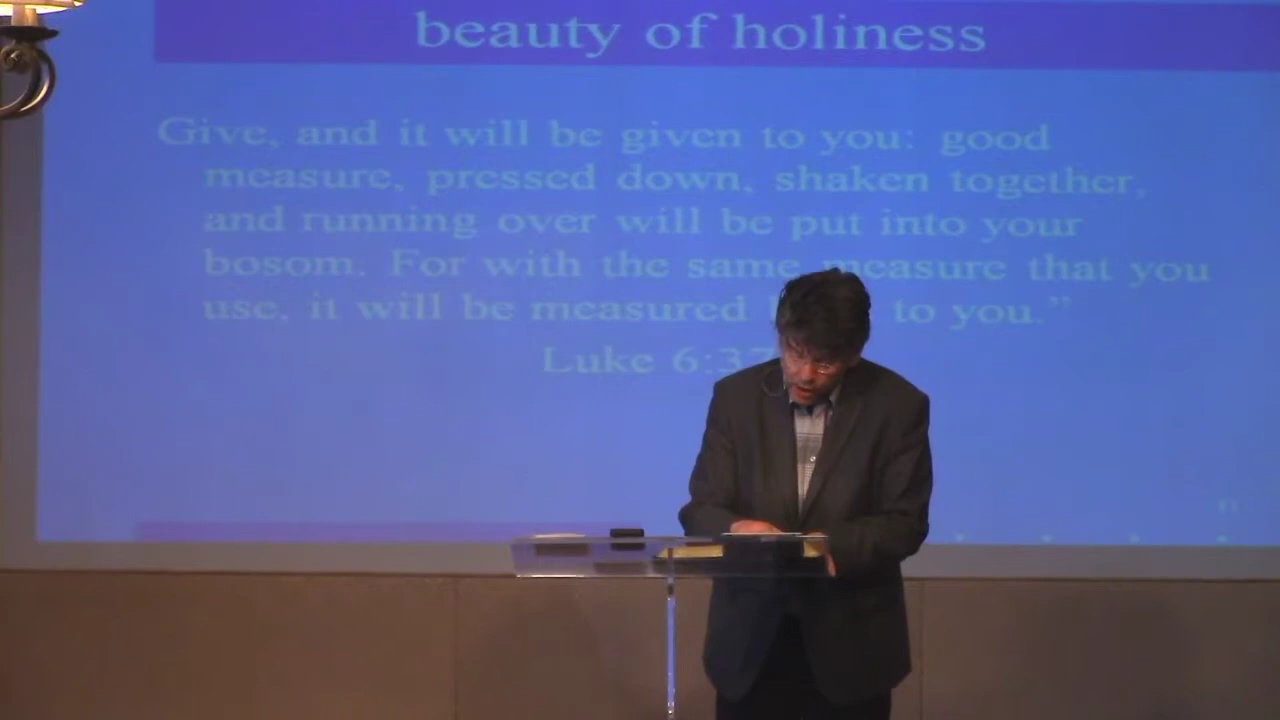 beauty of holiness
Give, and it will be given to you: good
measure, pressed down, shaken together,
and running over will be put into your
bosom. For with the same measure that you
use, it will be measured to you.”
Luke 6:37